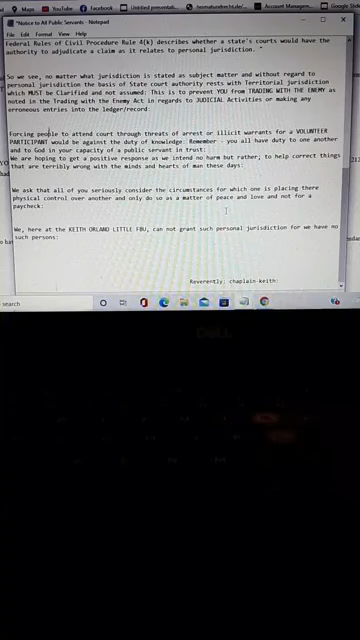 Maps YouTube Facebook Untitled presentati... hermetundertcht.de/... Account Managem... Google Slide
*Notice to All Public Servants - Notepad
File Edit Format View Help
Federal Rules of Civil Procedure Rule 4(k) describes whether a state's courts would have the
authority to adjudicate a claim as it relates to personal jurisdiction. "
So we see, no matter what jurisdiction is stated as subject matter and without regard to
personal jurisdiction the basis of State court authority rests with Territorial jurisdiction
which MUST be Clarified and not assumed: This is to prevent YOU from TRADING WITH THE ENEMY as
noted in the Trading with the Enemy Act in regards to JUDICIAL Activities or making any
erroneous entries into the ledger/record:
Forcing people to attend court through threats of arrest or illicit warrants for a VOLUNTEER
PARTICIPANT would be against the duty of knowledge: Remember - you all have duty to one another
and to God in your capacity of a public servant in trust:
We are hoping to get a positive response as we intend no harm but rather; to help correct things
that are terribly wrong with the minds and hearts of man these days:
We ask that all of you seriously consider the circumstances for which one is placing there
physical control over another and only do so as a matter of peace and love and not for a
paycheck:
We, here at the KEITH ORLAND LITTLE FBU, can not grant such personal jurisdiction for we have no
such persons:
Reverently: chaplain-keith:
search
DELL